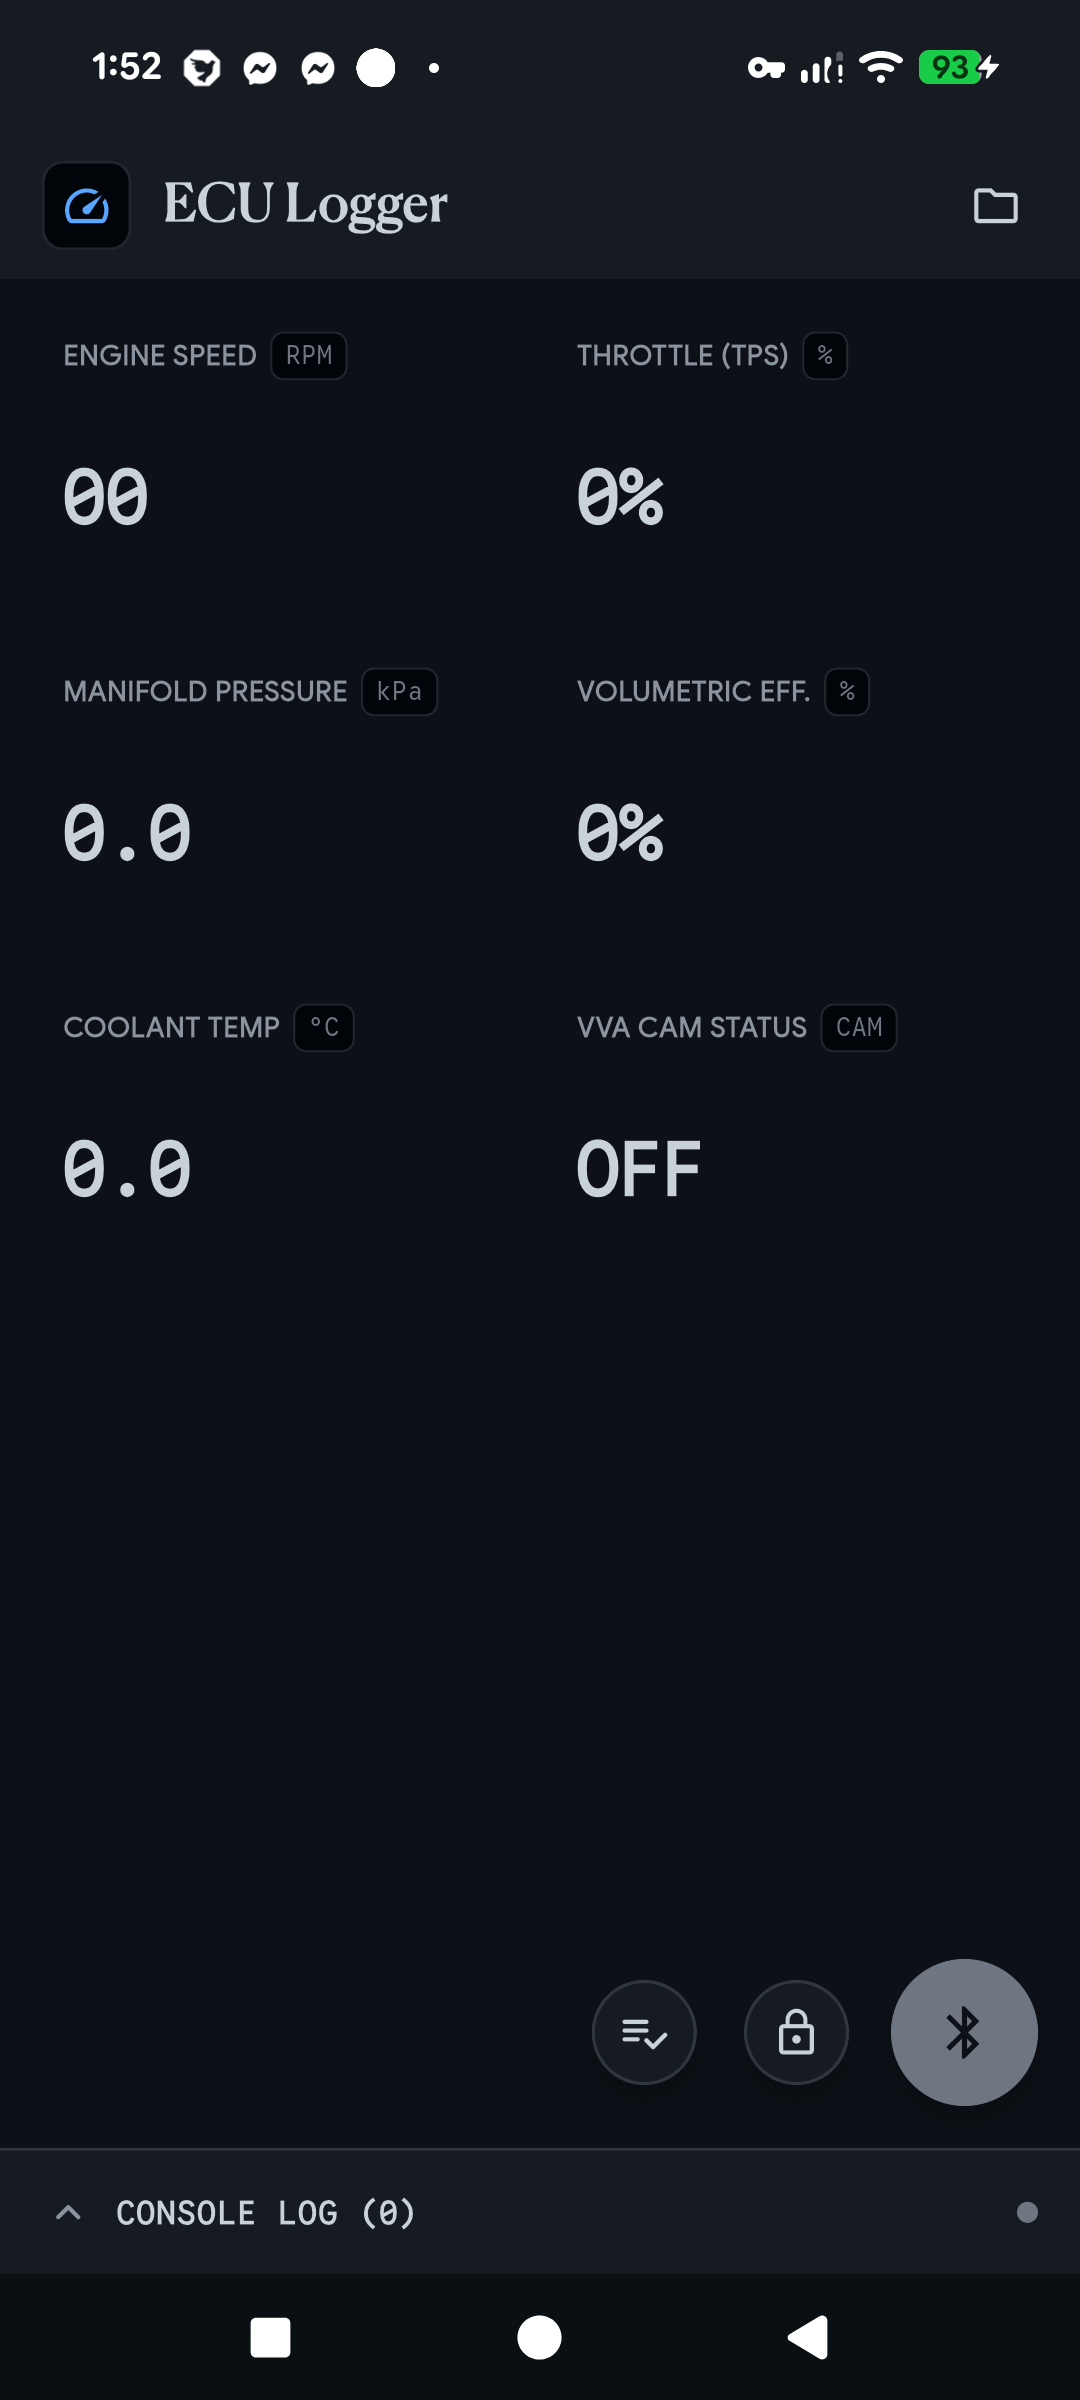 1:52
93
ECU Logger
ENGINE SPEED RPM
THROTTLE (TPS) %
00
0%
MANIFOLD PRESSURE kPa
VOLUMETRIC EFF. %
0.0
0%
COOLANT TEMP °C
VVA CAM STATUS CAM
0.0
OFF
CONSOLE LOG (0)